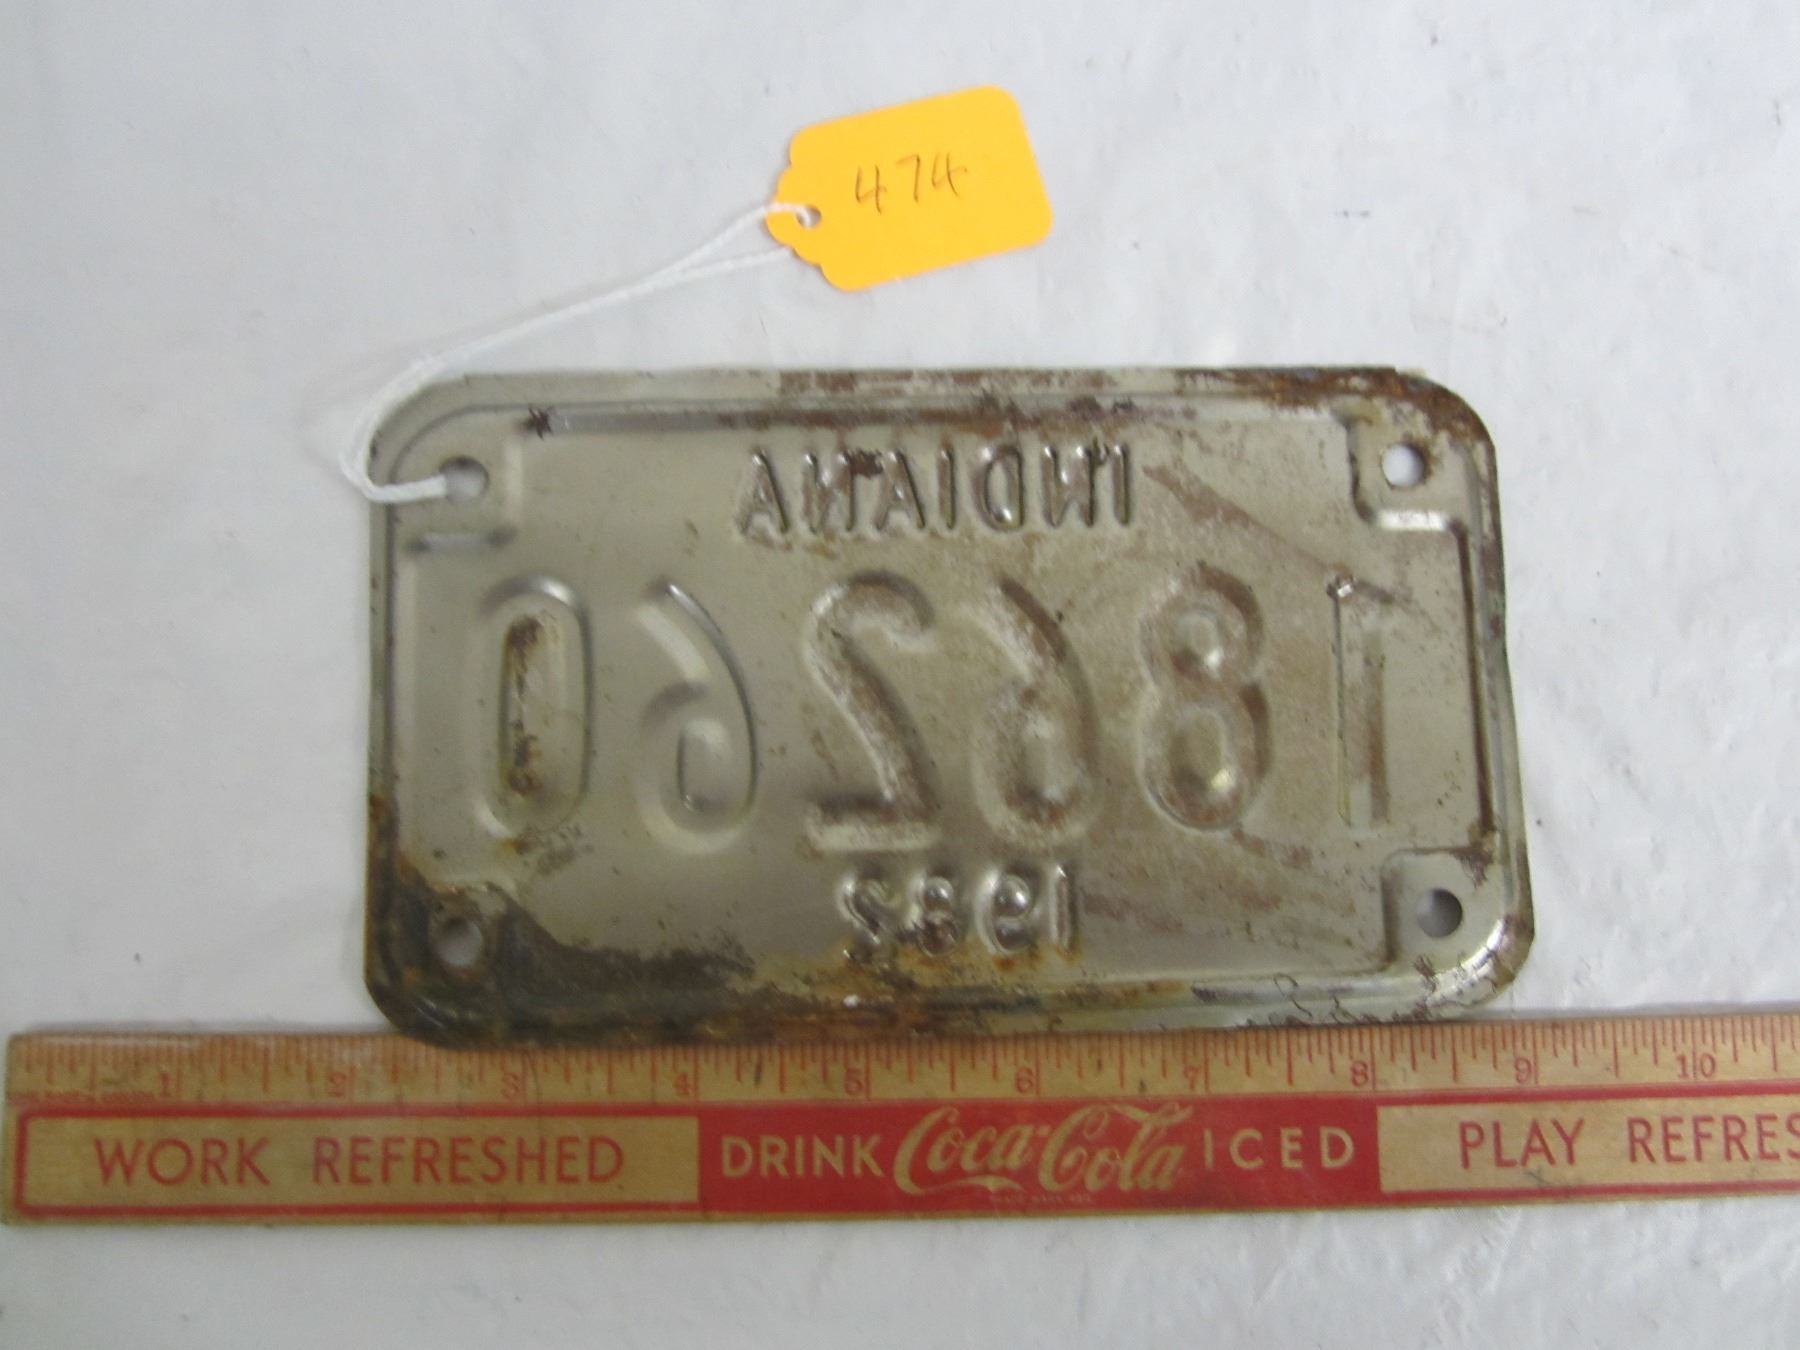 474
INDIANA
186260
1982
1 2 3 4 5 6 7 8 9 10
WORK REFRESHED DRINK Coca-Cola ICED PLAY REFRES